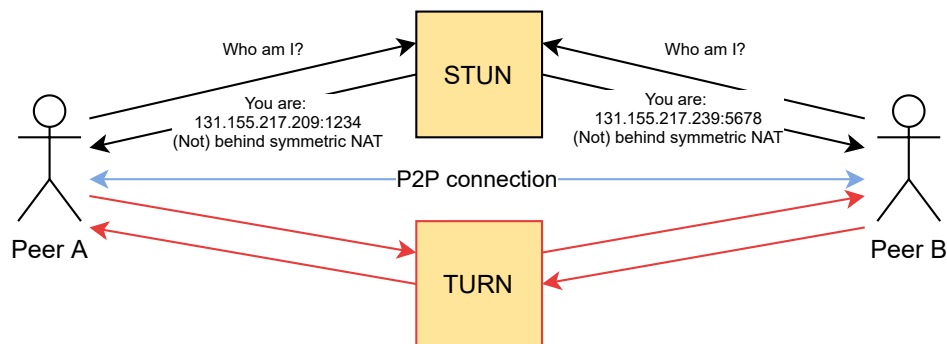 Who am I?
Who am I?
STUN
You are:
131.155.217.209:1234
(Not) behind symmetric NAT
You are:
131.155.217.239:5678
(Not) behind symmetric NAT
P2P connection
Peer A
Peer B
TURN